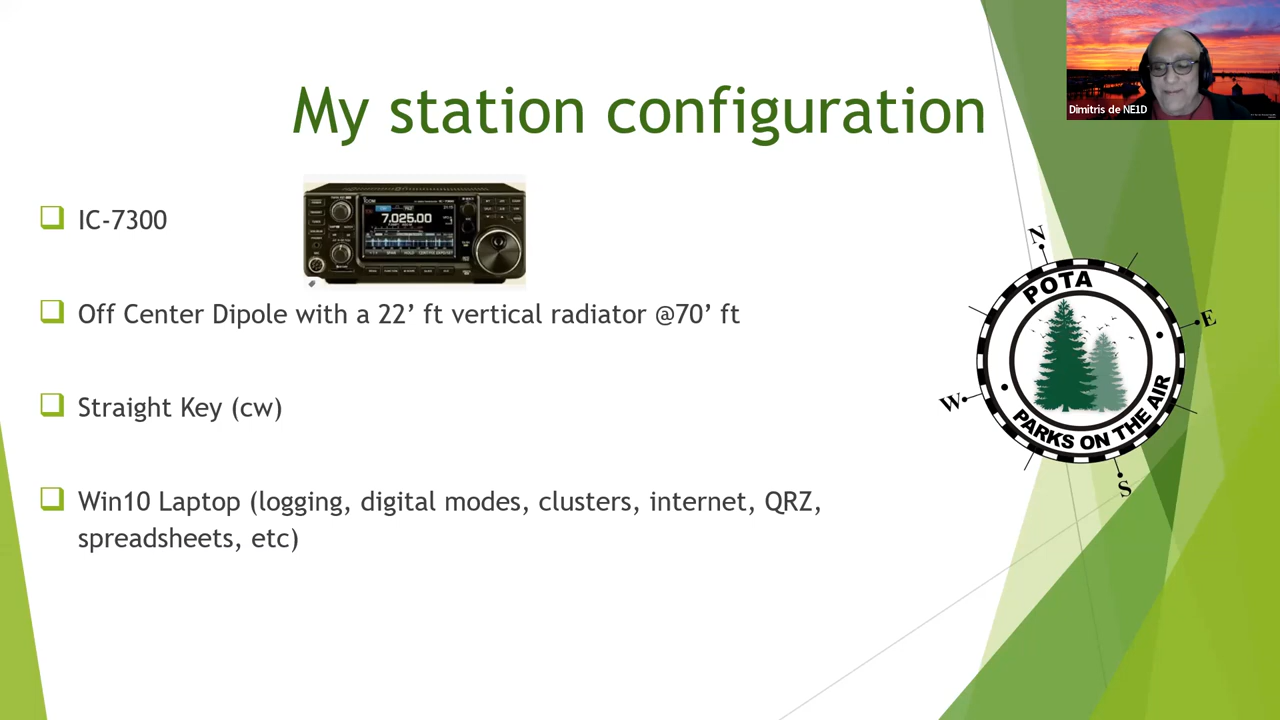 My station configuration
Dimitris de NE1D
IC-7300
7.025.00
Off Center Dipole with a 22’ ft vertical radiator @70’ ft
Straight Key (cw)
Win10 Laptop (logging, digital modes, clusters, internet, QRZ,
spreadsheets, etc)
N
E
S
W
POTA
PARKS ON THE AIR